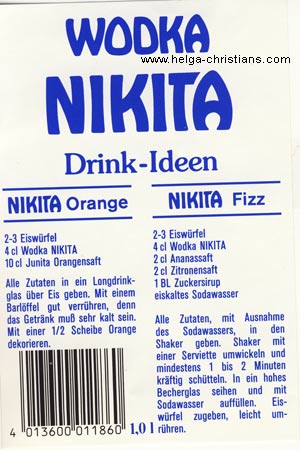 WODKA
www.helga-christians.com
NIKITA
Drink-Ideen
NIKITA Orange
2-3 Eiswürfel
4 cl Wodka NIKITA
10 cl Junita Orangensaft
Alle Zutaten in ein Longdrink-
glas über Eis geben. Mit einem
Barlöffel gut verrühren, denn
das Getränk muß sehr kalt sein.
Mit einer 1/2 Scheibe Orange
dekorieren.
4 013600 011860
1,0 l
NIKITA Fizz
2-3 Eiswürfel
4 cl Wodka NIKITA
2 cl Ananassaft
2 cl Zitronensaft
1 BL Zuckersirup
eiskaltes Sodawasser
Alle Zutaten, mit Ausnahme
des Sodawassers, in den
Shaker geben. Shaker mit
einer Serviette umwickeln und
mindestens 1 bis 2 Minuten
kräftig schütteln. In ein hohes
Becherglas seihen und mit
Sodawasser auffüllen. Eis-
würfel zugeben, leicht um-
rühren.